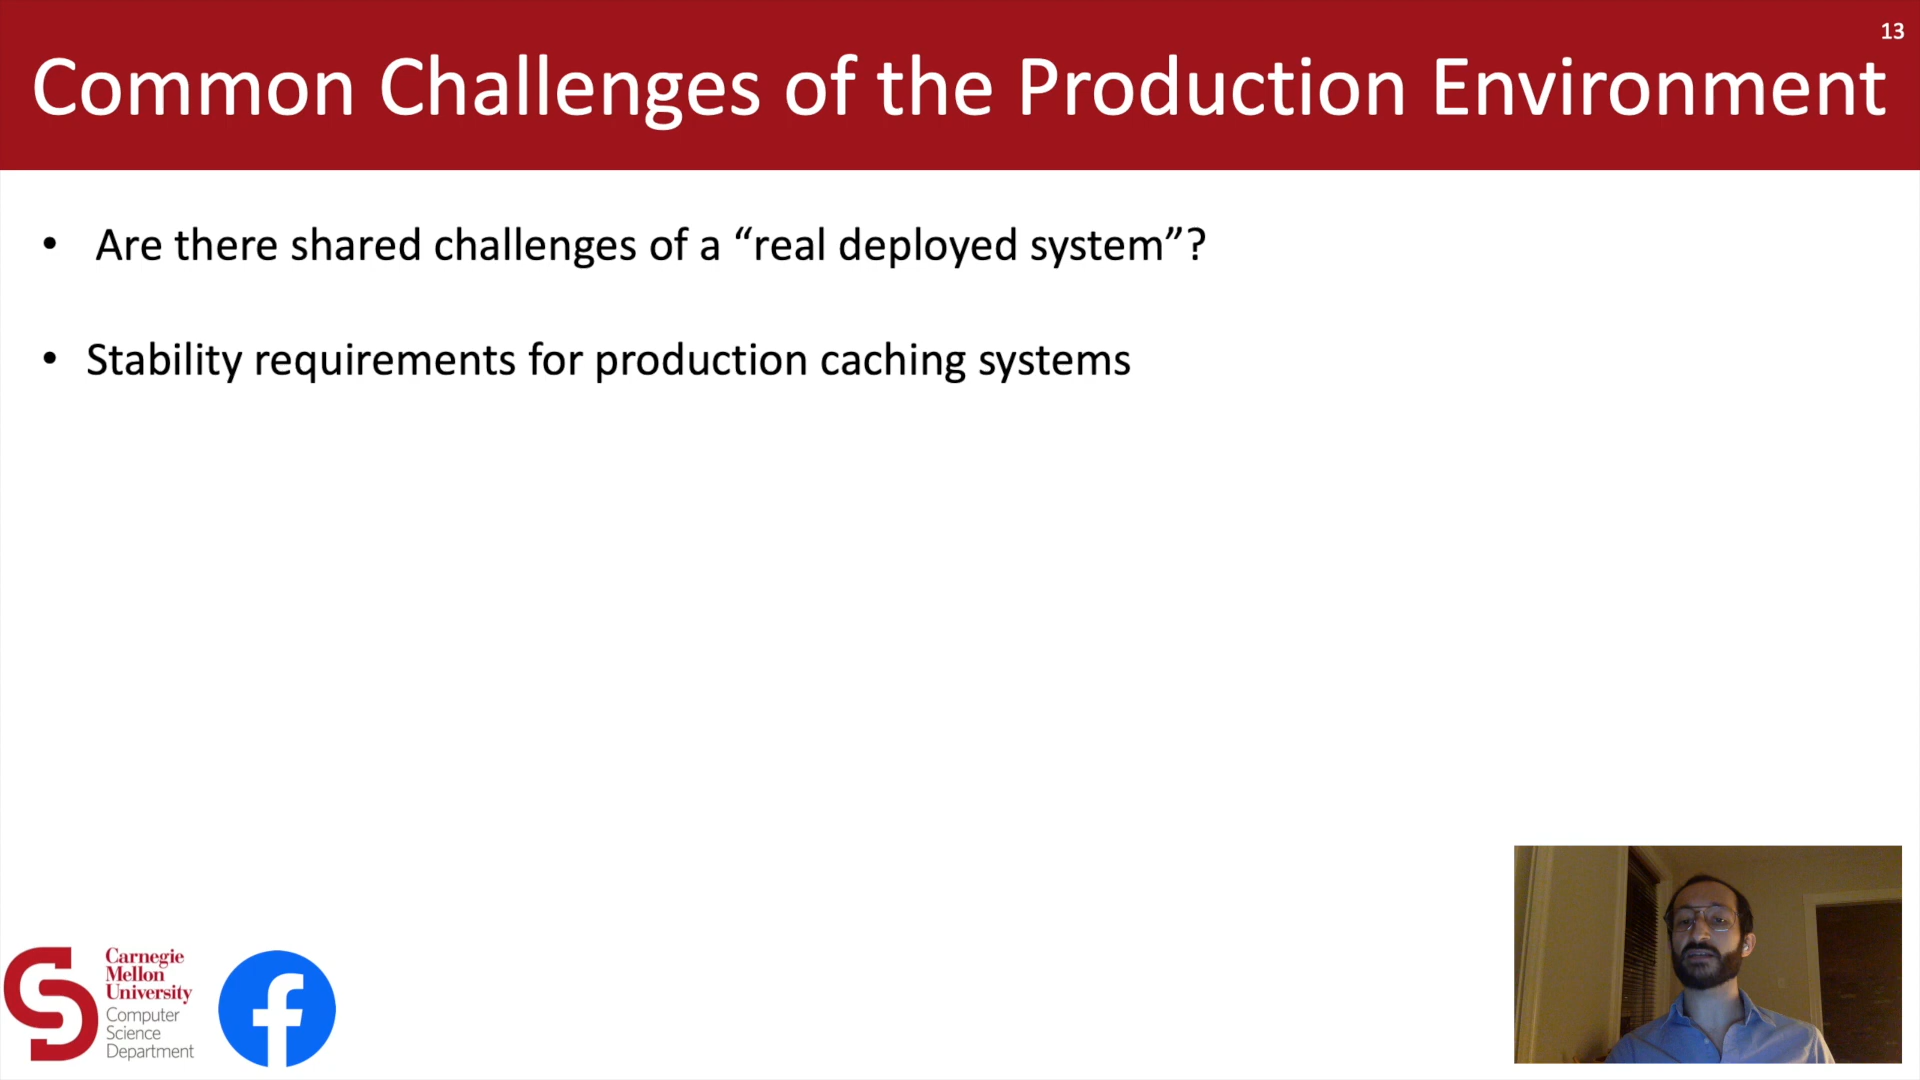 13
Common Challenges of the Production Environment
• Are there shared challenges of a “real deployed system”?
• Stability requirements for production caching systems
Carnegie
Mellon
University
Computer
Science
Department